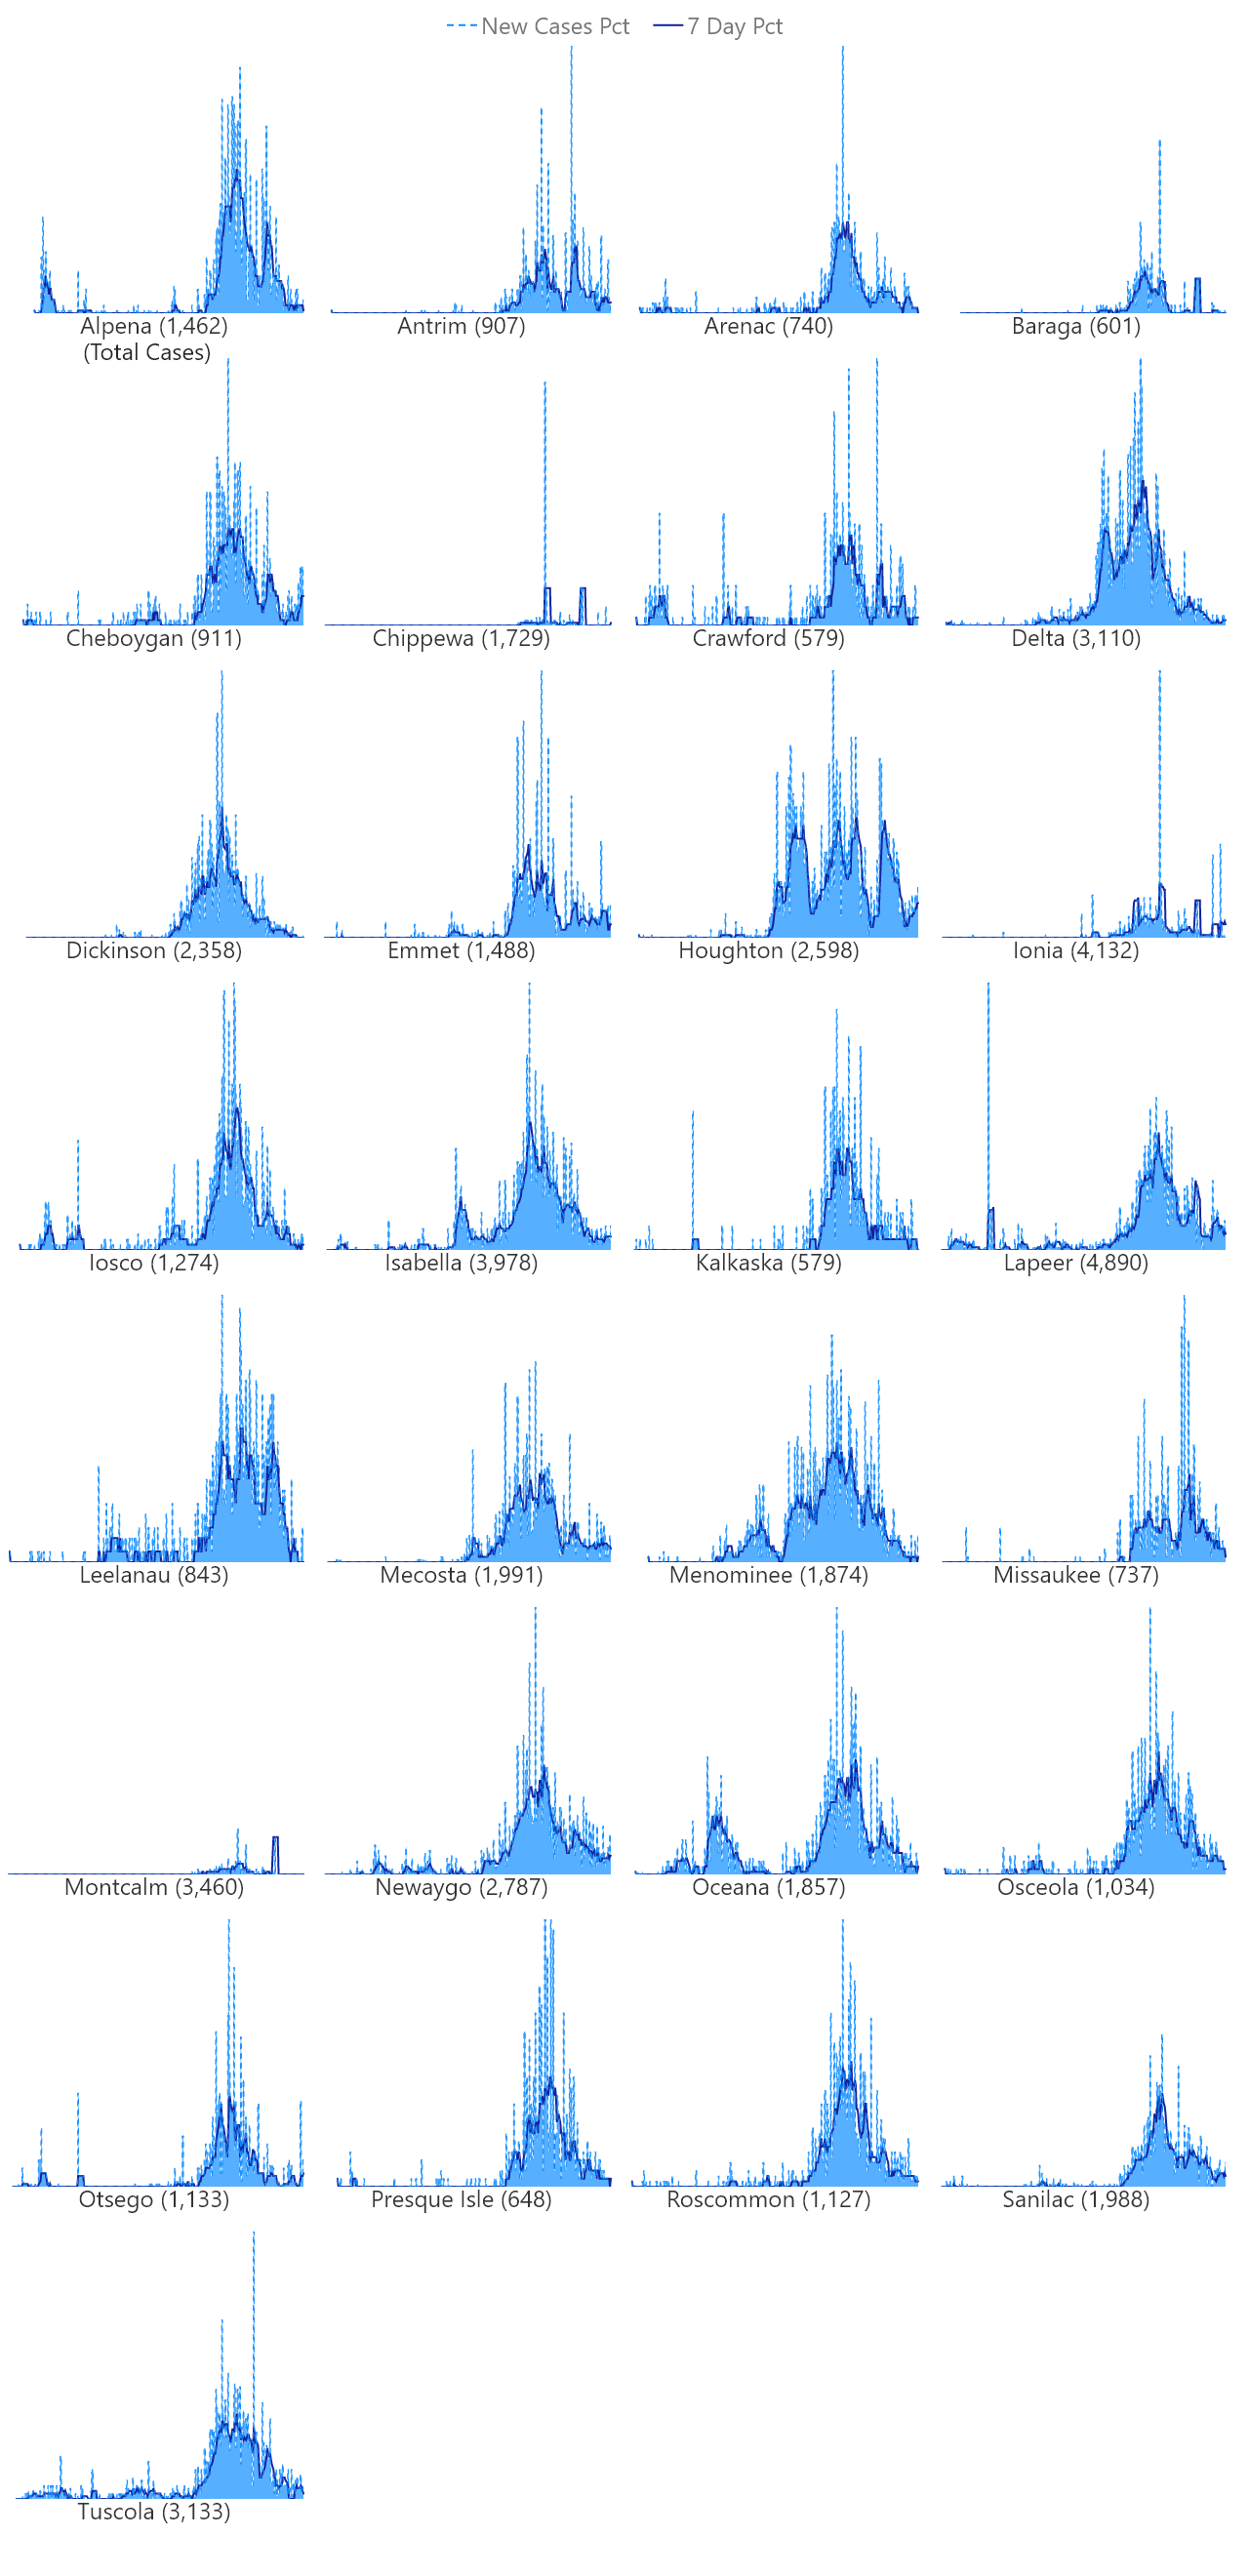 New Cases Pct 7 Day Pct
Alpena (1,462) Antrim (907) Arenac (740) Baraga (601)
(Total Cases)
Cheboygan (911) Chippewa (1,729) Crawford (579) Delta (3,110)
Dickinson (2,358) Emmet (1,488) Houghton (2,598) Ionia (4,132)
Iosco (1,274) Isabella (3,978) Kalkaska (579) Lapeer (4,890)
Leelanau (843) Mecosta (1,991) Menominee (1,874) Missaukee (737)
Montcalm (3,460) Newaygo (2,787) Oceana (1,857) Osceola (1,034)
Otsego (1,133) Presque Isle (648) Roscommon (1,127) Sanilac (1,988)
Tuscola (3,133)